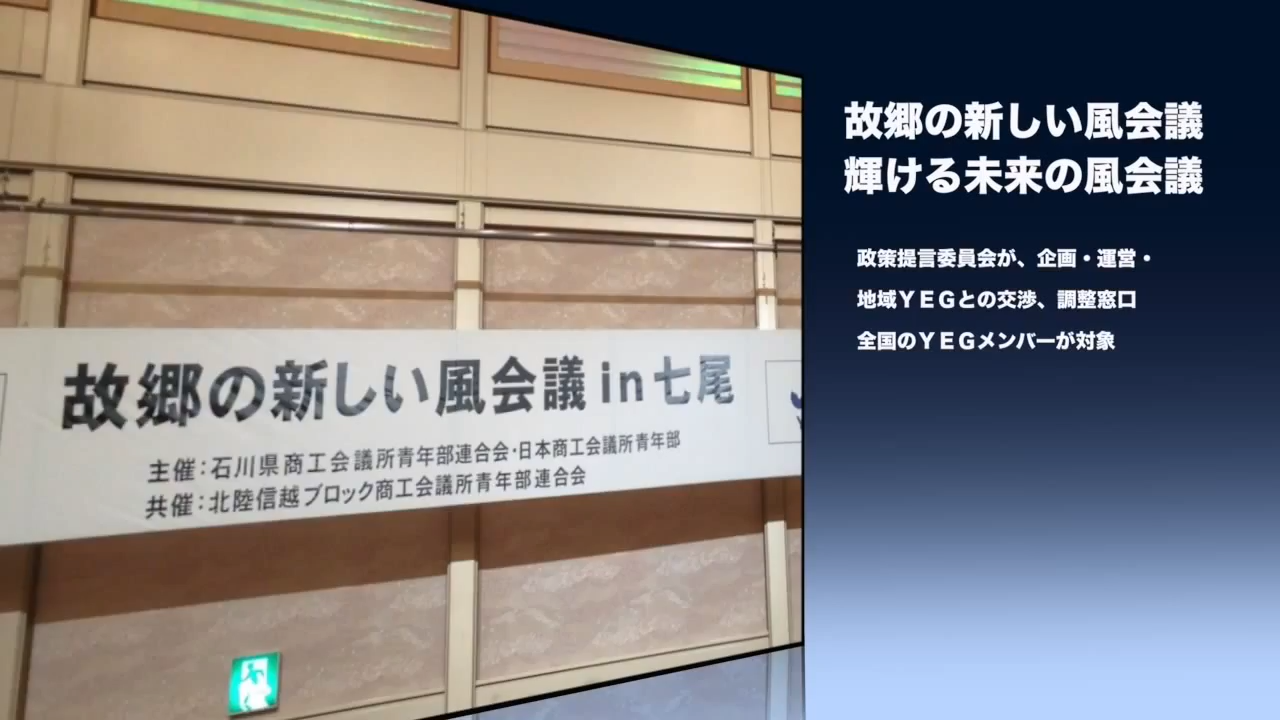 故郷の新しい風会議
輝ける未来の風会議
政策提言委員会が、企画・運営・
地域ＹＥＧとの交渉、調整窓口
全国のＹＥＧメンバーが対象
故郷の新しい風会議 in 七尾
主催：石川県商工会議所青年部連合会・日本商工会議所青年部
共催：北陸信越ブロック商工会議所青年部連合会